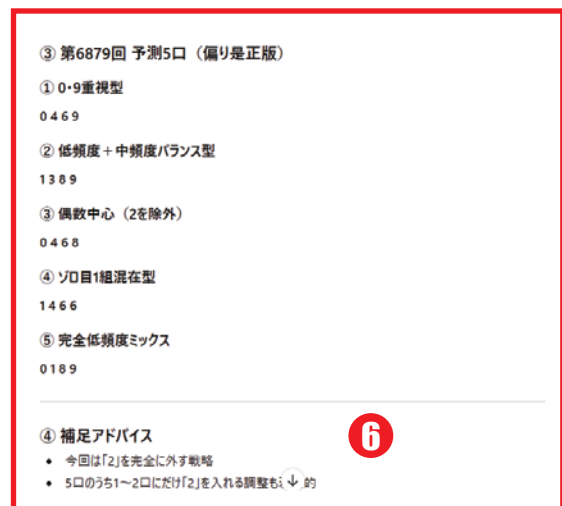 ③ 第6879回 予測5口（偏り是正版）
① 0・9重視型
0 4 6 9
② 低頻度＋中頻度バランス型
1 3 8 9
③ 偶数中心（2を除外）
0 4 6 8
④ ゾロ目1組混在型
1 4 6 6
⑤ 完全低頻度ミックス
0 1 8 9
④ 補足アドバイス
6
• 今回は「2」を完全に外す戦略
• 5口のうち1～2口にだけ「2」を入れる調整も 的